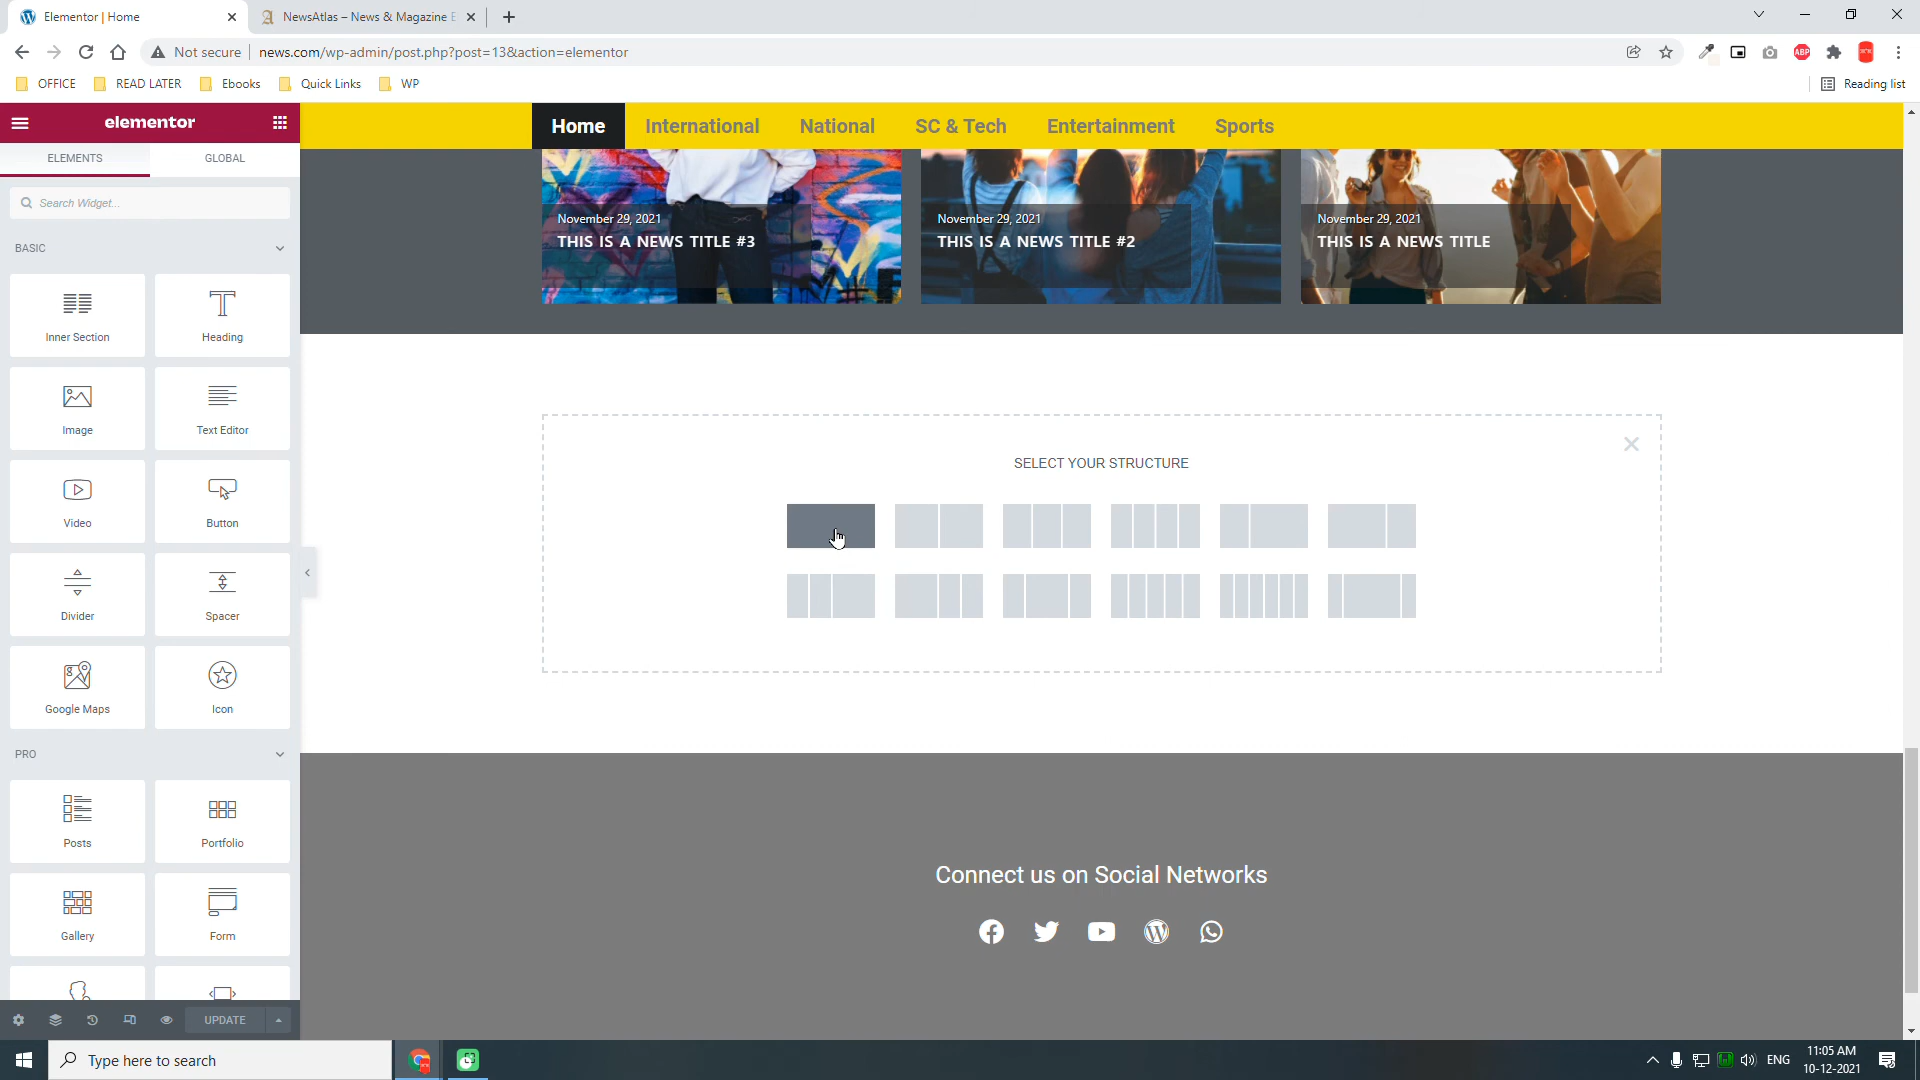 Elementor | Home
NewsAtlas – News & Magazine E
Not secure
news.com/wp-admin/post.php?post=13&action=elementor
ABP
OFFICE
READ LATER
Ebooks
Quick Links
WP
Reading list
elementor
ELEMENTS
GLOBAL
Search Widget...
BASIC
Inner Section
Heading
Image
Text Editor
Video
Button
Divider
Spacer
Google Maps
Icon
PRO
Posts
Portfolio
Gallery
Form
UPDATE
Home
International
National
SC & Tech
Entertainment
Sports
November 29, 2021
THIS IS A NEWS TITLE #3
November 29, 2021
THIS IS A NEWS TITLE #2
November 29, 2021
THIS IS A NEWS TITLE
SELECT YOUR STRUCTURE
Connect us on Social Networks
Type here to search
ENG
11:05 AM
10-12-2021